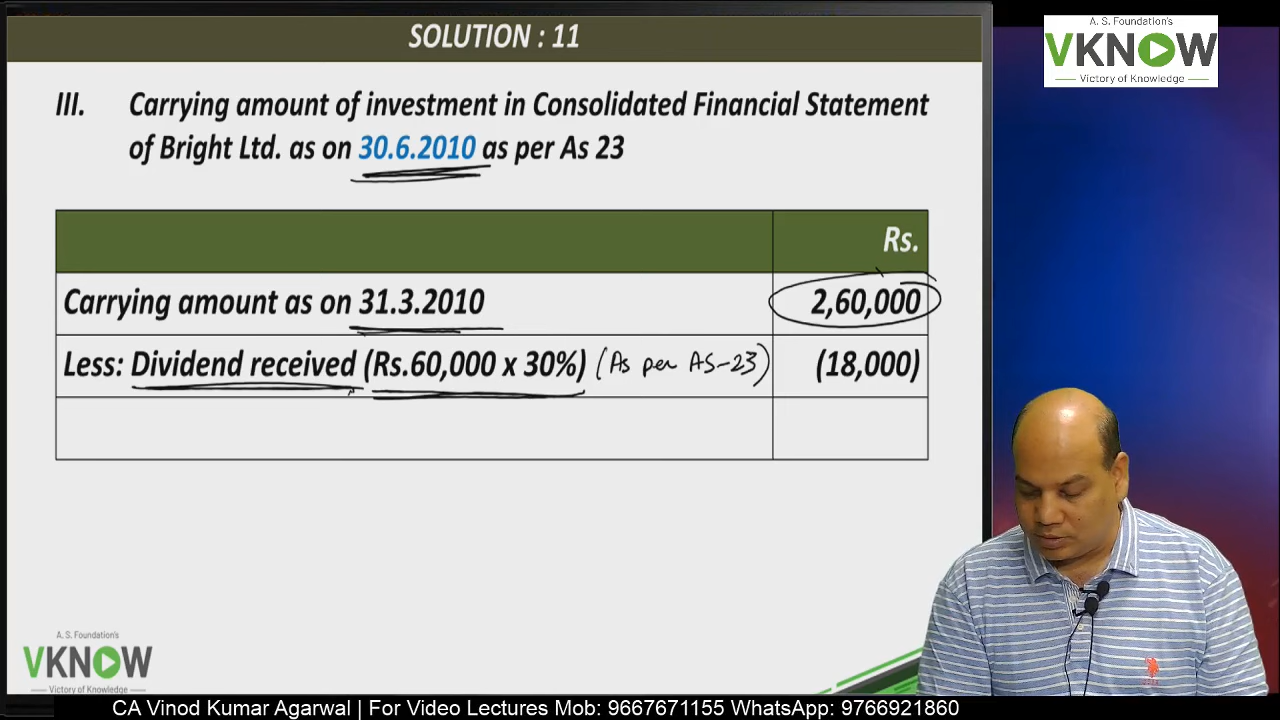 SOLUTION : 11
A. S. Foundation's
VKNOW
Victory of Knowledge
III. Carrying amount of investment in Consolidated Financial Statement
of Bright Ltd. as on 30.6.2010 as per As 23
Rs.
Carrying amount as on 31.3.2010 2,60,000
Less: Dividend received (Rs.60,000 x 30%) (As per AS-23) (18,000)
A. S. Foundation's
VKNOW
Victory of Knowledge
CA Vinod Kumar Agarwal | For Video Lectures Mob: 9667671155 WhatsApp: 9766921860